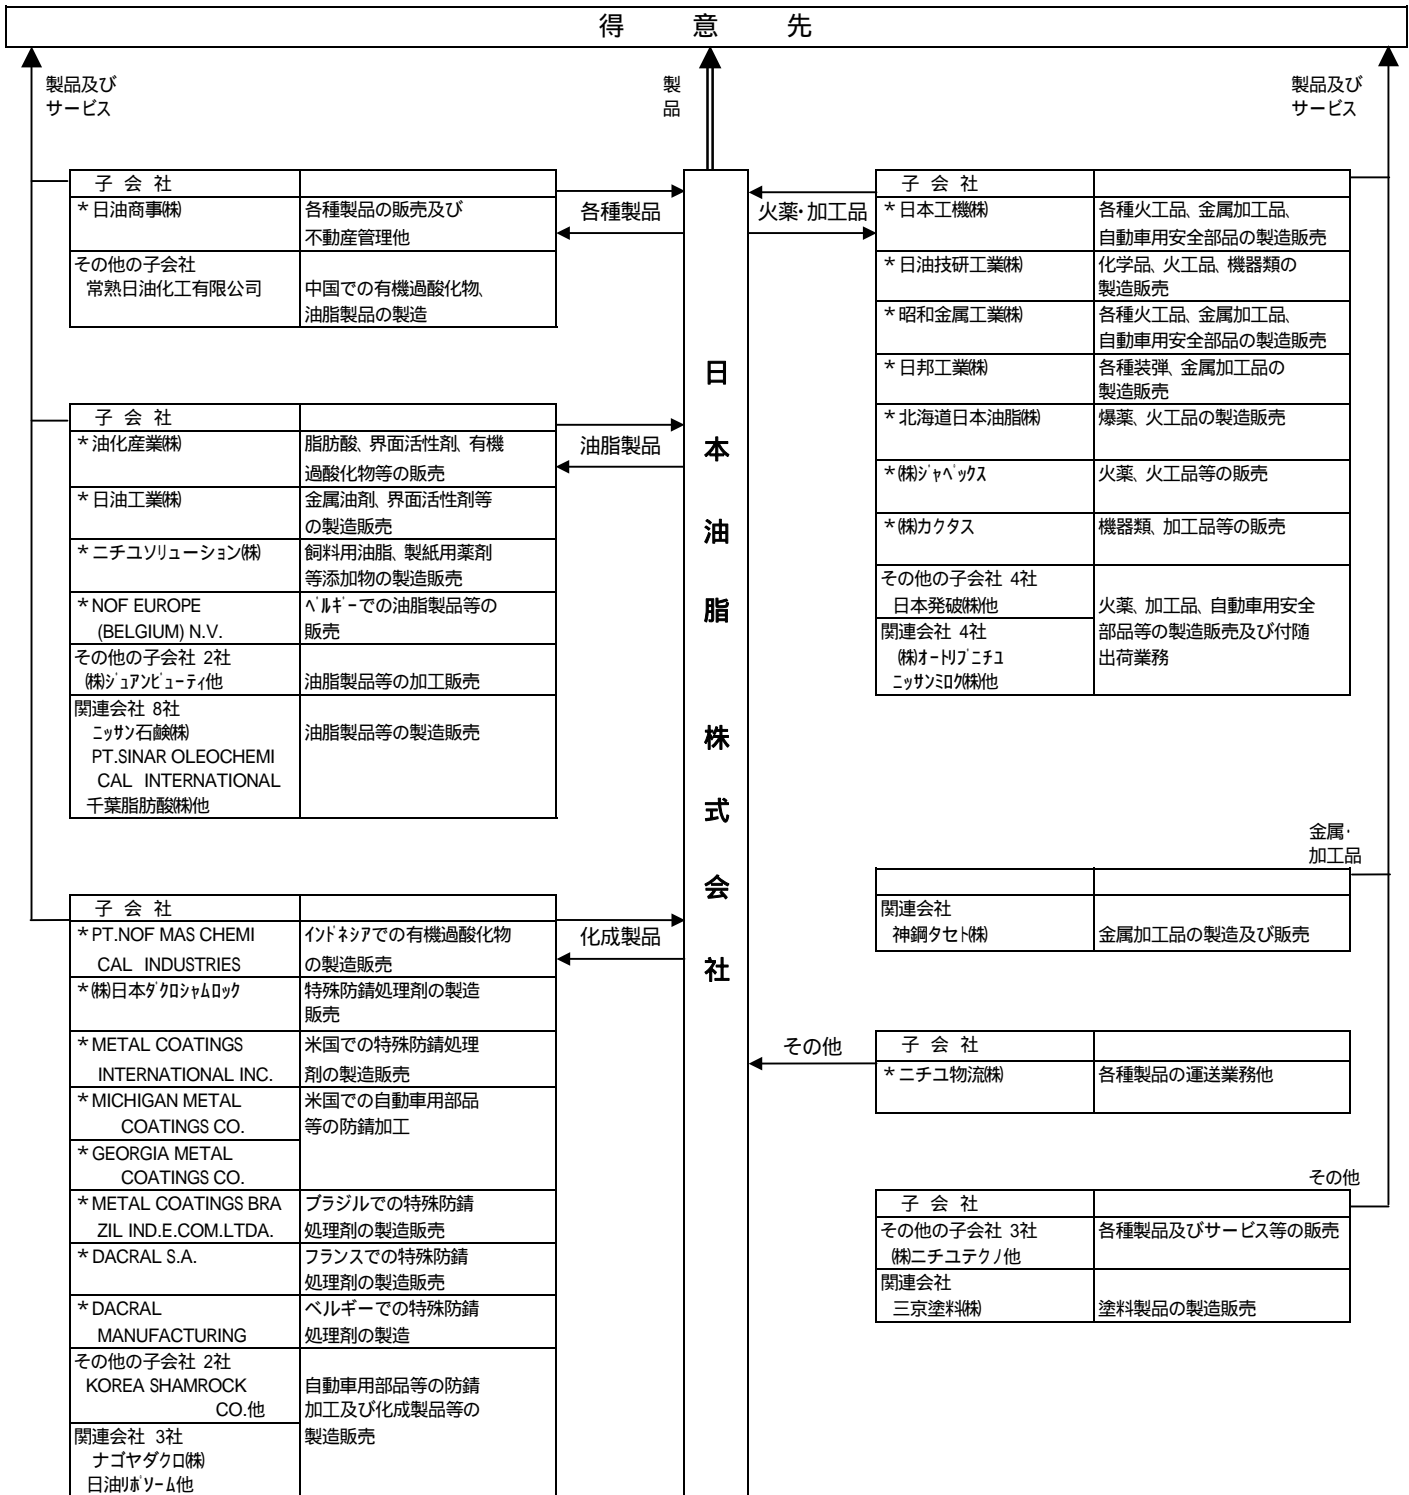 得 意 先
製品及び
サービス
製
品
製品及び
サービス
子 会 社
*日油商事㈱ 各種製品の販売及び
不動産管理他
その他の子会社
常熟日油化工有限公司 中国での有機過酸化物、
油脂製品の製造
各種製品
子 会 社
*油化産業㈱ 脂肪酸、界面活性剤、有機
過酸化物等の販売
*日油工業㈱ 金属油剤、界面活性剤等
の製造販売
*ニチユソリューション㈱ 飼料用油脂、製紙用薬剤
等添加物の製造販売
*NOF EUROPE ﾍﾞﾙｷﾞｰでの油脂製品等の
(BELGIUM) N.V. 販売
その他の子会社 2社
㈱ｼﾞｭｱﾝﾋﾞｭｰﾃｨ他 油脂製品等の加工販売
関連会社 8社
ﾆｯｻﾝ石鹸㈱ 油脂製品等の製造販売
PT.SINAR OLEOCHEMI
CAL INTERNATIONAL
千葉脂肪酸㈱他
油脂製品
子 会 社
*PT.NOF MAS CHEMI ｲﾝﾄﾞﾈｼｱでの有機過酸化物
CAL INDUSTRIES の製造販売
*㈱日本ﾀﾞｸﾛｼｬﾑﾛｯｸ 特殊防錆処理剤の製造
販売
*METAL COATINGS 米国での特殊防錆処理
INTERNATIONAL INC. 剤の製造販売
*MICHIGAN METAL 米国での自動車用部品
COATINGS CO. 等の防錆加工
*GEORGIA METAL
COATINGS CO.
*METAL COATINGS BRA ブラジルでの特殊防錆
ZIL IND.E.COM.LTDA. 処理剤の製造販売
*DACRAL S.A. フランスでの特殊防錆
処理剤の製造販売
*DACRAL ベルギーでの特殊防錆
MANUFACTURING 処理剤の製造
その他の子会社 2社
KOREA SHAMROCK 自動車用部品等の防錆
CO.他 加工及び化成製品等の
関連会社 3社 製造販売
ナゴヤダクロ㈱
日油ﾘﾎﾟｿｰﾑ他
化成製品
日
本
油
脂
株
式
会
社
火薬・加工品
子 会 社
*日本工機㈱ 各種火工品、金属加工品、
自動車用安全部品の製造販売
*日油技研工業㈱ 化学品、火工品、機器類の
製造販売
*昭和金属工業㈱ 各種火工品、金属加工品、
自動車用安全部品の製造販売
*日邦工業㈱ 各種装弾、金属加工品の
製造販売
*北海道日本油脂㈱ 爆薬、火工品の製造販売
*㈱ｼﾞｬﾍﾟｯｸｽ 火薬、火工品等の販売
*㈱カクタス 機器類、加工品等の販売
その他の子会社 4社
日本発破㈱他 火薬、加工品、自動車用安全
関連会社 4社 部品等の製造販売及び付随
㈱ｵｰﾄﾘﾌﾞﾆﾁﾕ 出荷業務
ﾆｯｻﾝﾐﾛｸ㈱他
金属・
加工品
関連会社
神鋼タセト㈱ 金属加工品の製造及び販売
その他
子 会 社
*ニチユ物流㈱ 各種製品の運送業務他
その他
子 会 社
その他の子会社 3社 各種製品及びサービス等の販売
㈱ニチユテクノ他
関連会社
三京塗料㈱ 塗料製品の製造販売